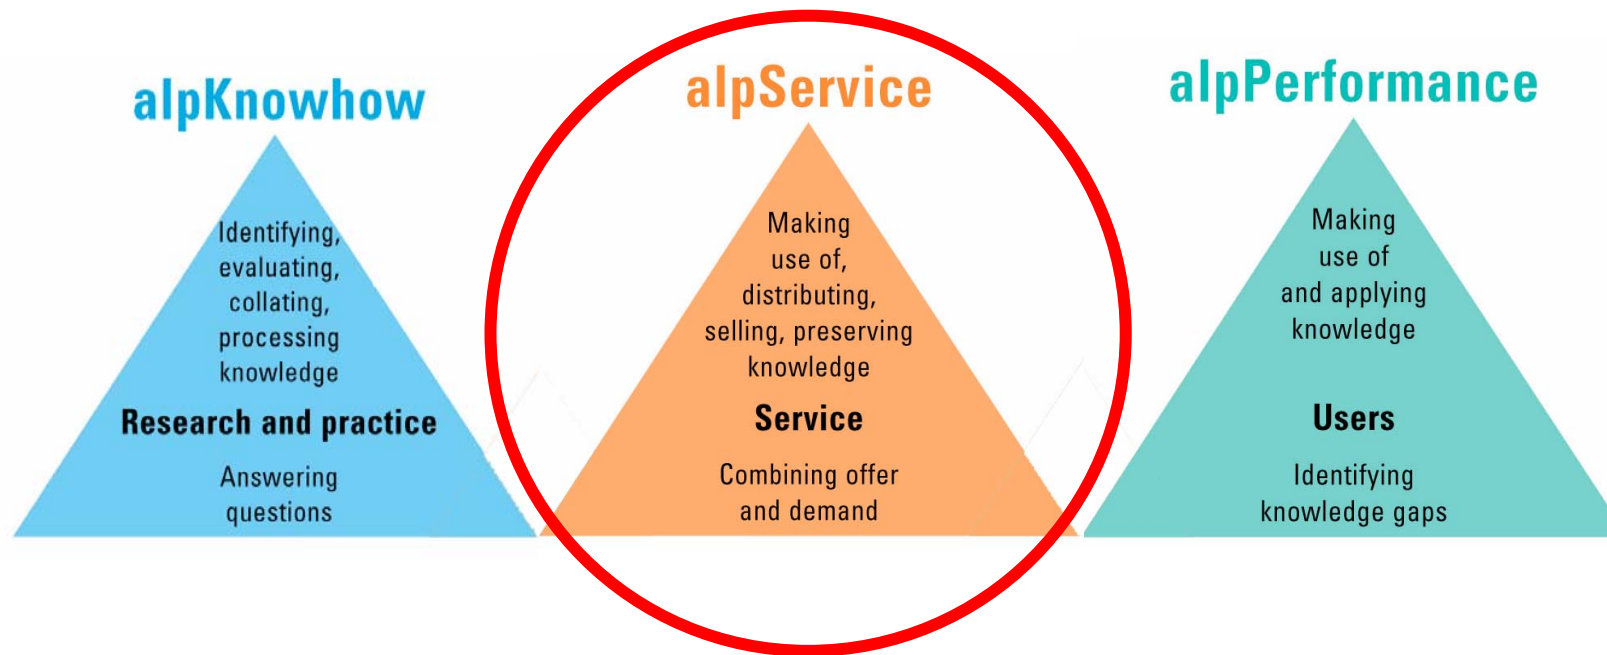 alpKnowhow
Identifying,
evaluating,
collating,
processing
knowledge
Research and practice
Answering
questions
alpService
Making
use of,
distributing,
selling, preserving
knowledge
Service
Combining offer
and demand
alpPerformance
Making
use of
and applying
knowledge
Users
Identifying
knowledge gaps